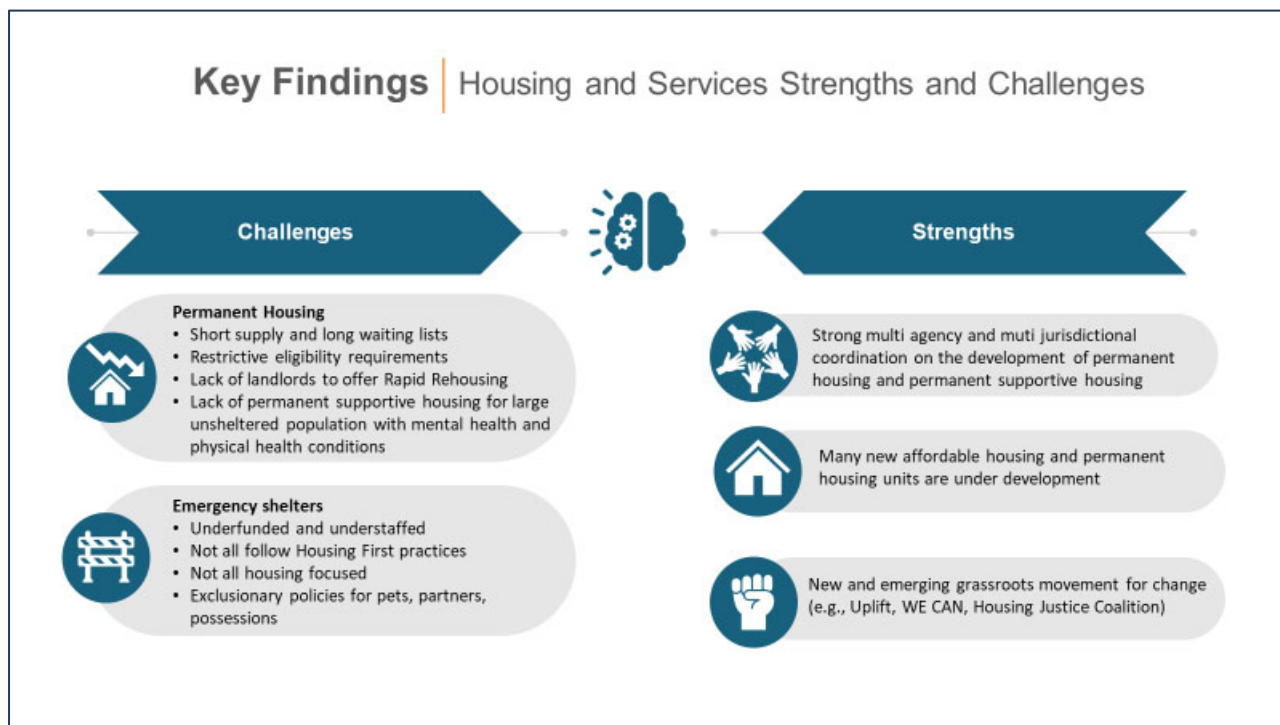 Key Findings Housing and Services Strengths and Challenges
Challenges
Permanent Housing
• Short supply and long waiting lists
• Restrictive eligibility requirements
• Lack of landlords to offer Rapid Rehousing
• Lack of permanent supportive housing for large
unsheltered population with mental health and
physical health conditions
Emergency shelters
• Underfunded and understaffed
• Not all follow Housing First practices
• Not all housing focused
• Exclusionary policies for pets, partners,
possessions
Strengths
Strong multi agency and muti jurisdictional
coordination on the development of permanent
housing and permanent supportive housing
Many new affordable housing and permanent
housing units are under development
New and emerging grassroots movement for change
(e.g., Uplift, WE CAN, Housing Justice Coalition)